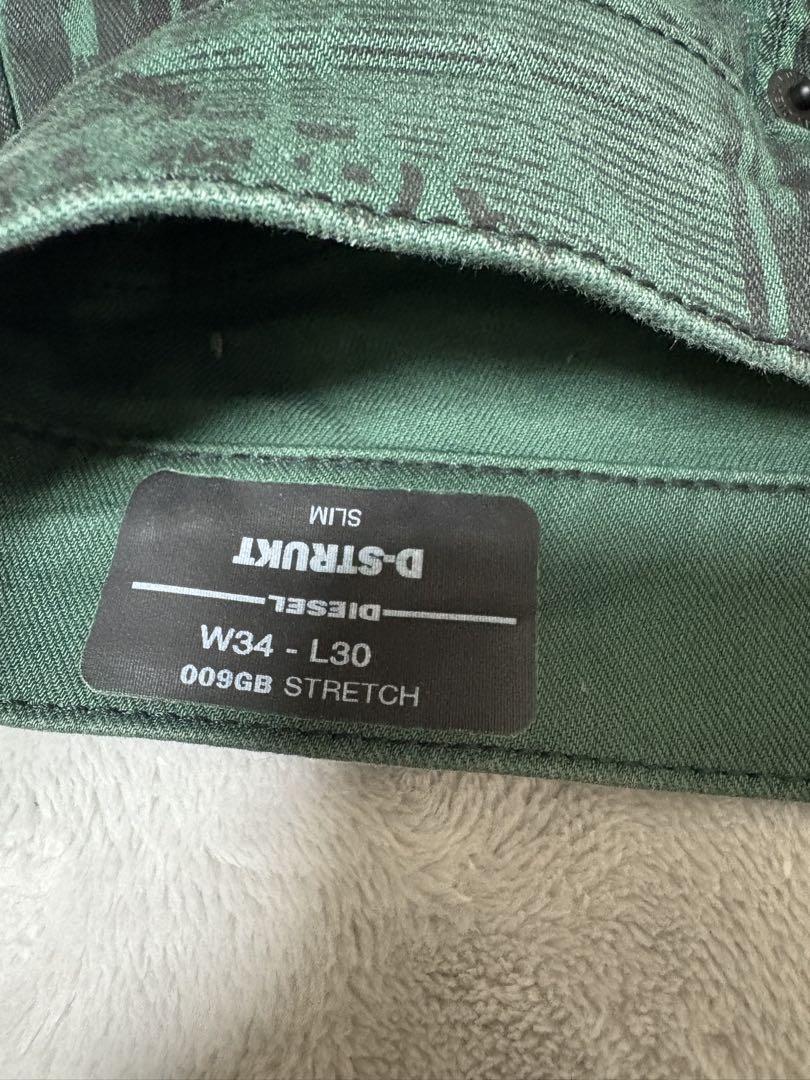 SLIM
D-STRUKT
DIESEL
W34 - L30
009GB STRETCH